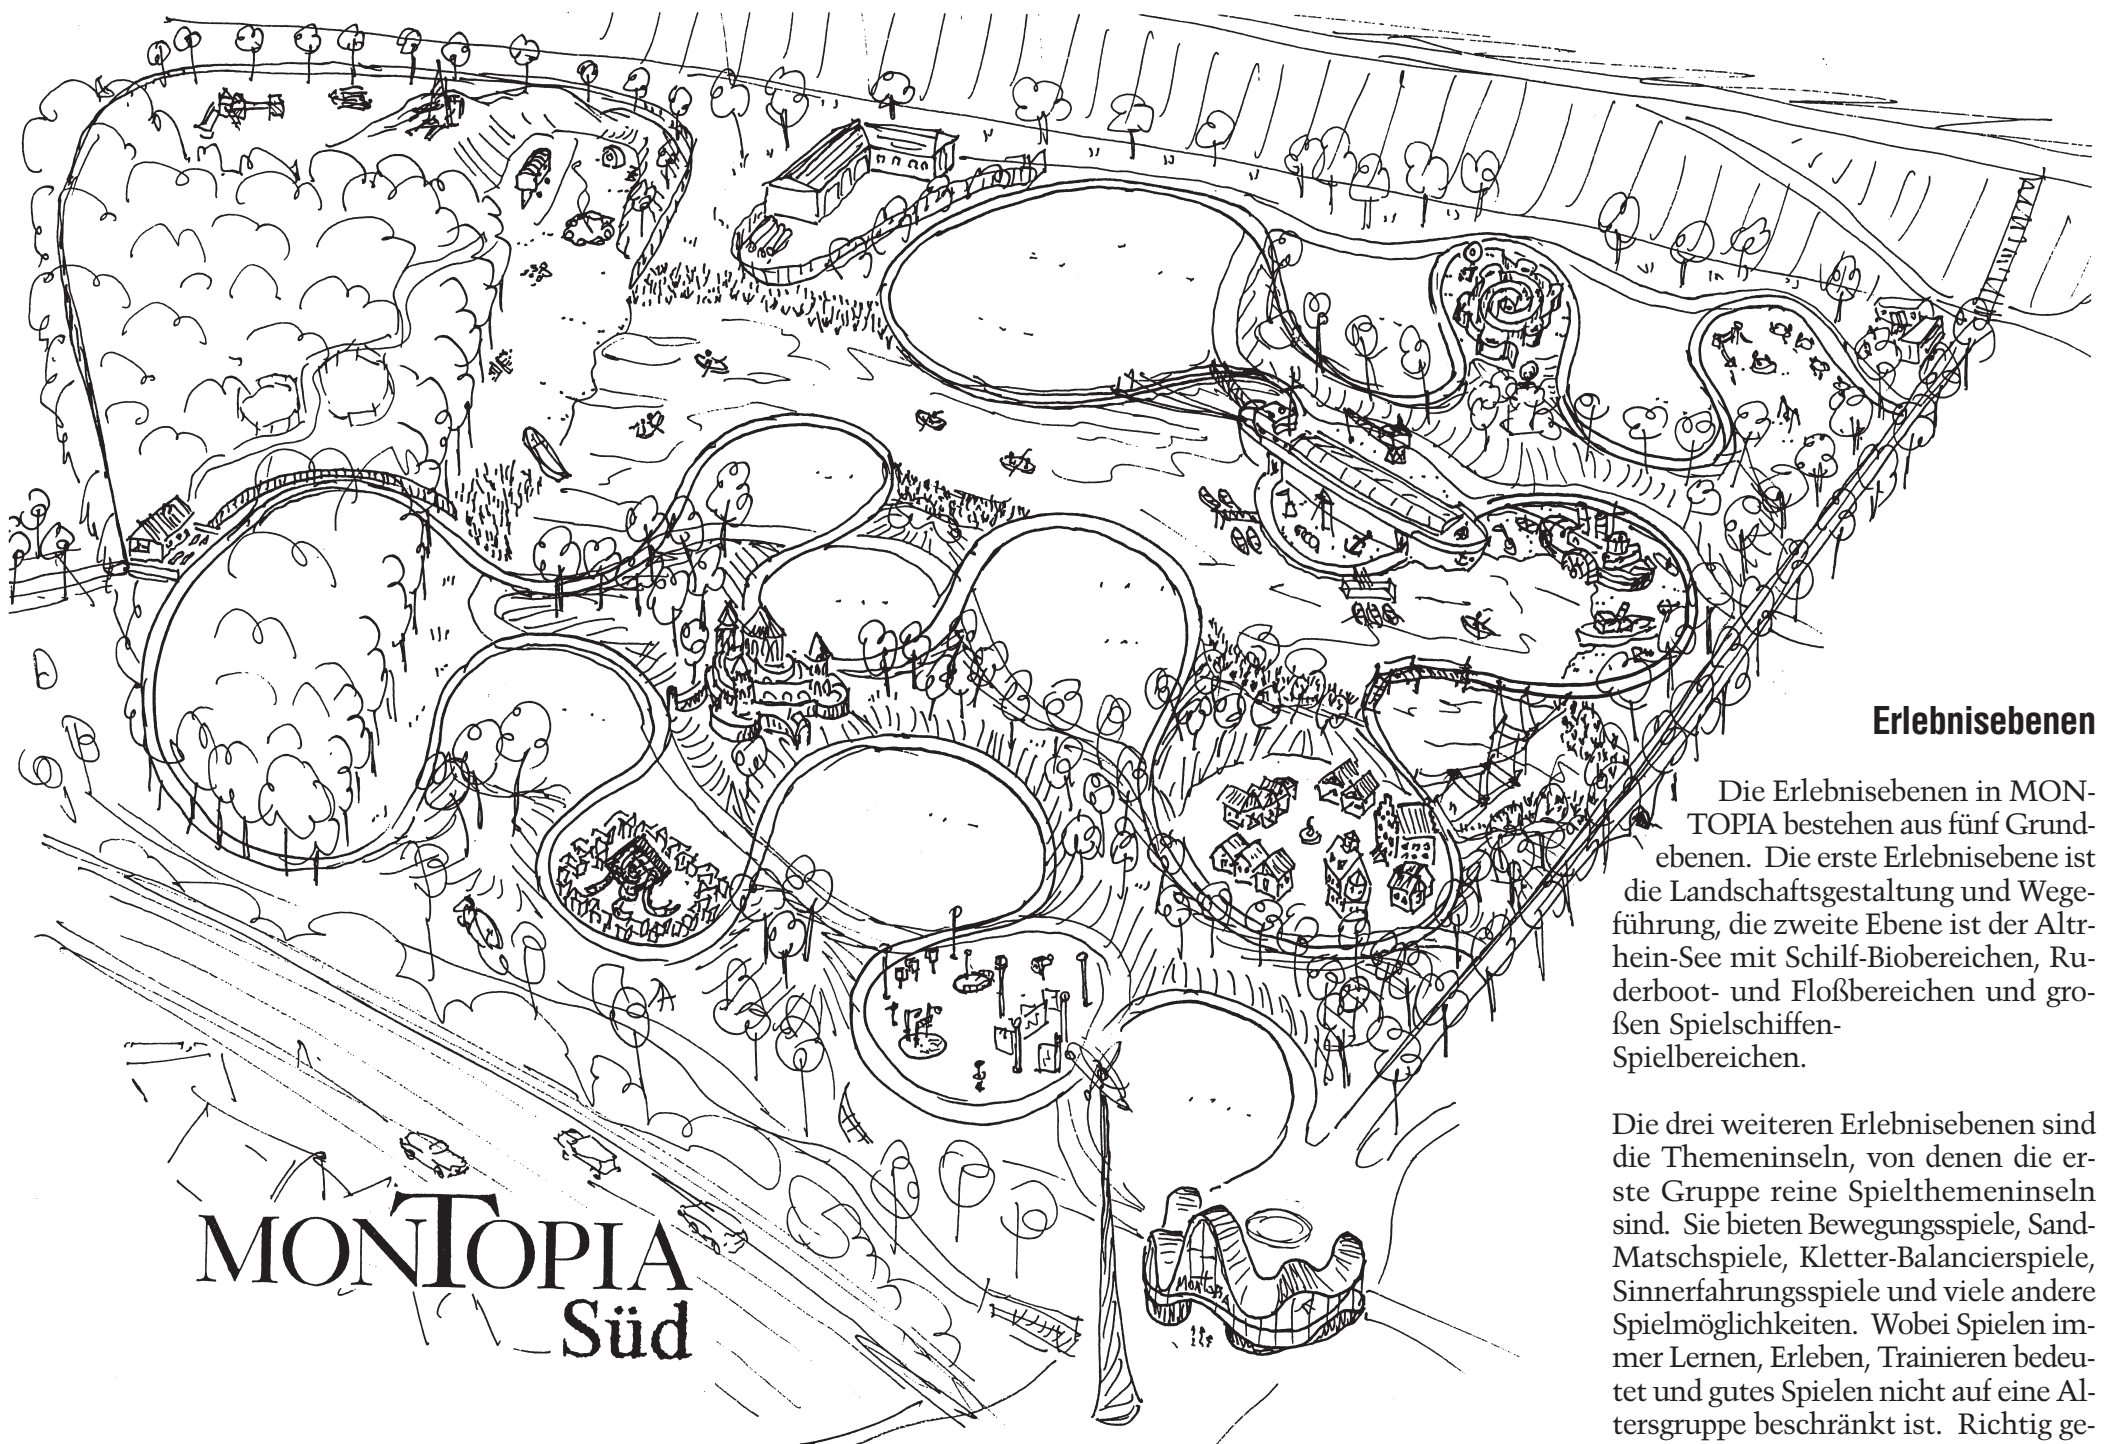 MONTOPIA
Süd
MONTOPIA
Erlebnisebenen
Die Erlebnisebenen in MON-
TOPIA bestehen aus fünf Grund-
ebenen. Die erste Erlebnisebene ist
die Landschaftsgestaltung und Wege-
führung, die zweite Ebene ist der Altr-
hein-See mit Schilf-Biobereichen, Ru-
derboot- und Floßbereichen und gro-
ßen Spielschiffen-
Spielbereichen.
Die drei weiteren Erlebnisebenen sind
die Themeninseln, von denen die er-
ste Gruppe reine Spielthemeninseln
sind. Sie bieten Bewegungsspiele, Sand-
Matschspiele, Kletter-Balancierspiele,
Sinnerfahrungsspiele und viele andere
Spielmöglichkeiten. Wobei Spielen im-
mer Lernen, Erleben, Trainieren bedeu-
tet und gutes Spielen nicht auf eine Al-
tersgruppe beschränkt ist. Richtig ge-